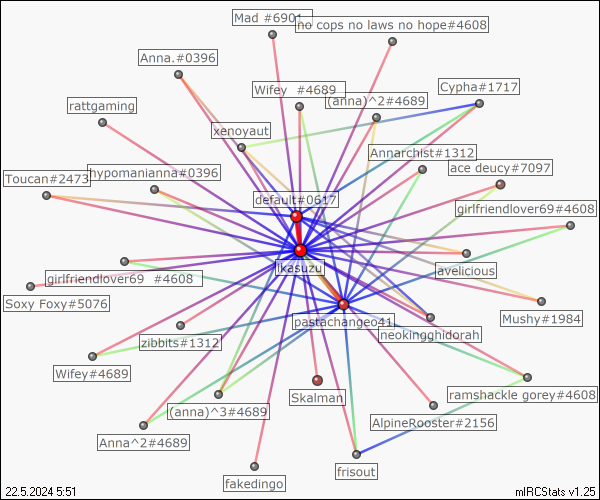 Mad #6901
no cops no laws no hope#4608
Anna.#0396
Wifey  #4689
(anna)^2#4689
Cypha#1717
rattgaming
xenoyaut
Annarchist#1312
ace deucy#7097
Toucan#2473
hypomanianna#0396
default#0617
girlfriendlover69#4608
ikasuzu
avelicious
girlfriendlover69  #4608
Soxy Foxy#5076
pastachangeo41
neokingghidorah
Mushy#1984
zibbits#1312
Wifey#4689
(anna)^3#4689
Skalman
ramshackle gorey#4608
AlpineRooster#2156
Anna^2#4689
fakedingo
frisout
22.5.2024 5:51
mIRCStats v1.25